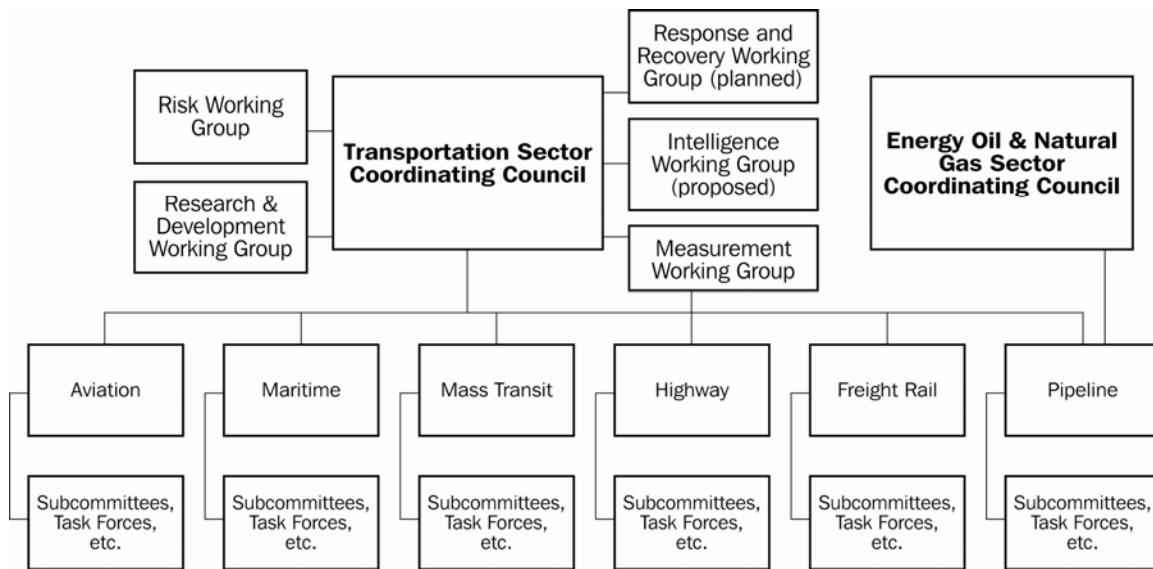 Response and
Recovery Working
Group (planned)
Risk Working
Group
Transportation Sector
Coordinating Council
Intelligence
Working Group
(proposed)
Energy Oil & Natural
Gas Sector
Coordinating Council
Research &
Development
Working Group
Measurement
Working Group
Aviation
Maritime
Mass Transit
Highway
Freight Rail
Pipeline
Subcommittees,
Task Forces,
etc.
Subcommittees,
Task Forces,
etc.
Subcommittees,
Task Forces,
etc.
Subcommittees,
Task Forces,
etc.
Subcommittees,
Task Forces,
etc.
Subcommittees,
Task Forces,
etc.